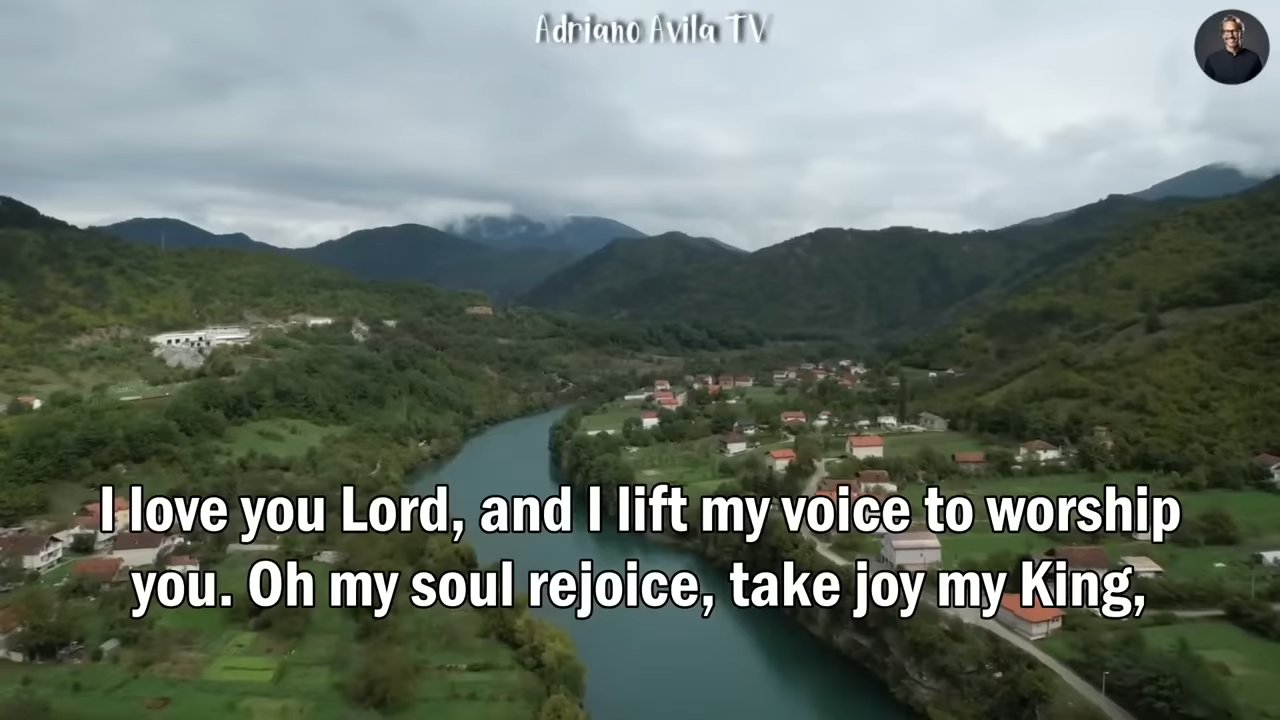 Adriano Avila TV
I love you Lord, and I lift my voice to worship
you. Oh my soul rejoice, take joy my King,